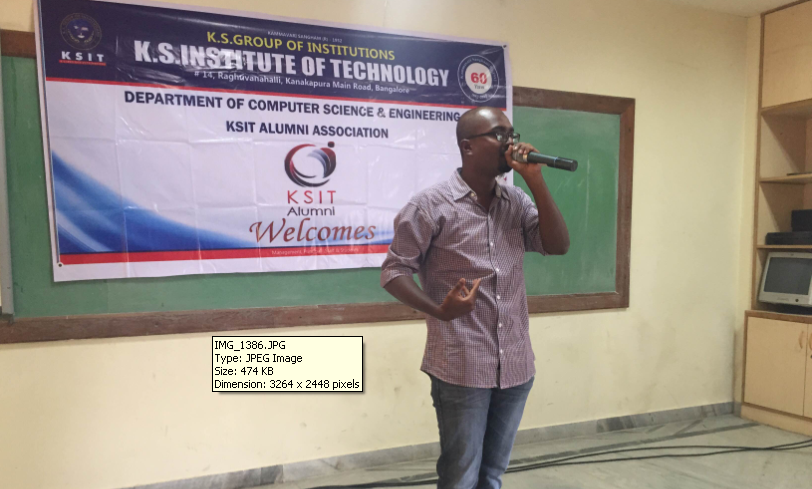 KAMMAVARI SANGHAM (R) - 1952
K.S.GROUP OF INSTITUTIONS
K.S.INSTITUTE OF TECHNOLOGY
# 14, Raghuvanahalli, Kanakapura Main Road, Bangalore
KSIT
60
DEPARTMENT OF COMPUTER SCIENCE & ENGINEERING
KSIT ALUMNI ASSOCIATION
KSIT
Alumni
Welcomes
IMG_1386.JPG
Type: JPEG Image
Size: 474 KB
Dimension: 3264 x 2448 pixels